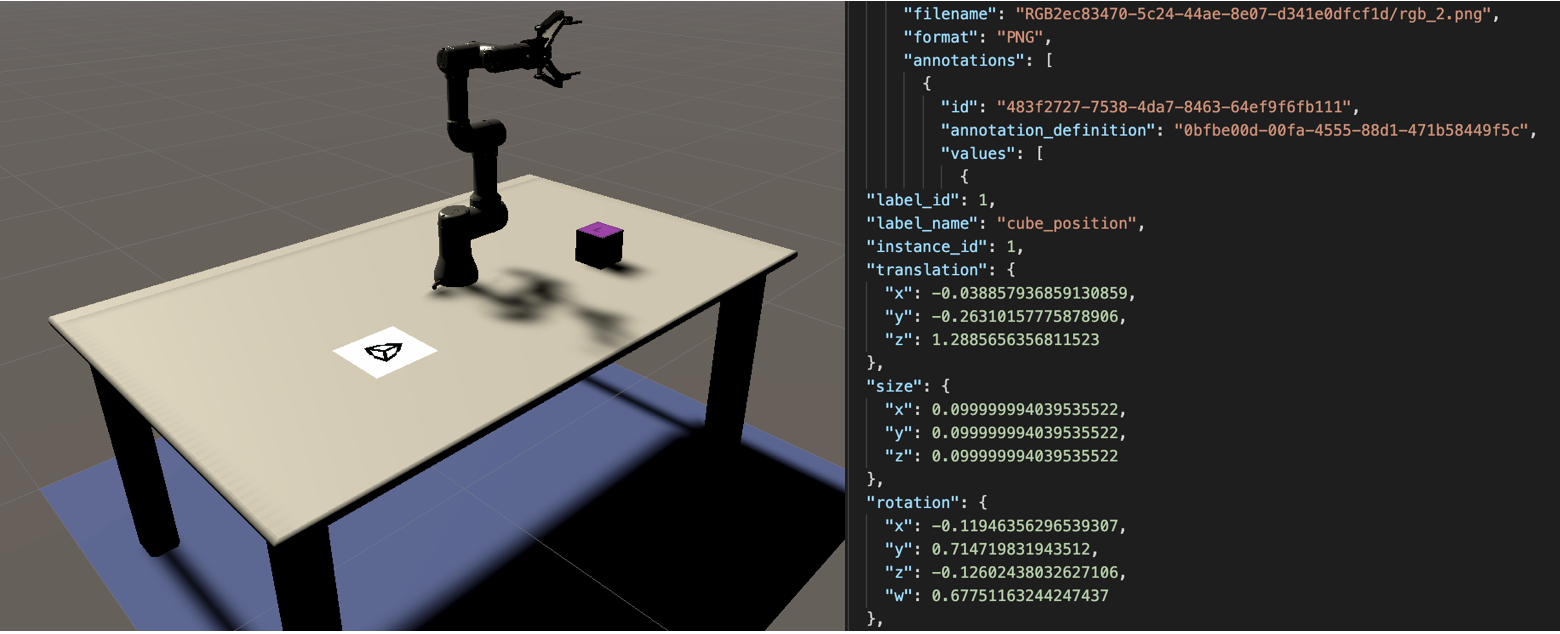 "filename": "RGB2ec83470-5c24-44ae-8e07-d341e0dfcf1d/rgb_2.png",
"format": "PNG",
"annotations": [
{
"id": "483f2727-7538-4da7-8463-64ef9f6fb111",
"annotation_definition": "0bfbe00d-00fa-4555-88d1-471b58449f5c",
"values": [
{
"label_id": 1,
"label_name": "cube_position",
"instance_id": 1,
"translation": {
"x": -0.038857936859130859,
"y": -0.26310157775878906,
"z": 1.2885656356811523
},
"size": {
"x": 0.099999994039535522,
"y": 0.099999994039535522,
"z": 0.099999994039535522
},
"rotation": {
"x": -0.11946356296539307,
"y": 0.714719831943512,
"z": -0.12602438032627106,
"w": 0.67751163244247437
},